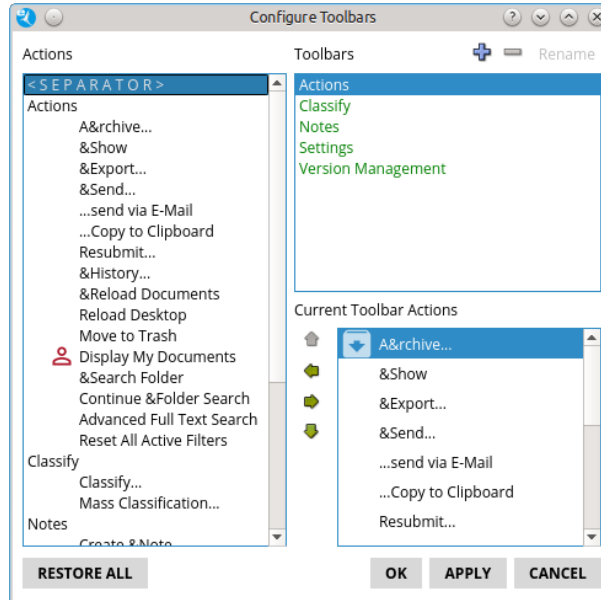 Configure Toolbars
Actions
<SEPARATOR>
Actions
A&rchive...
&Show
&Export...
&Send...
...send via E-Mail
...Copy to Clipboard
Resubmit...
&History...
&Reload Documents
Reload Desktop
Move to Trash
Display My Documents
&Search Folder
Continue &Folder Search
Advanced Full Text Search
Reset All Active Filters
Classify
Classify...
Mass Classification...
Notes
Create &Note
Toolbars
Rename
Actions
Classify
Notes
Settings
Version Management
Current Toolbar Actions
A&rchive...
&Show
&Export...
&Send...
...send via E-Mail
...Copy to Clipboard
Resubmit...
RESTORE ALL
OK
APPLY
CANCEL